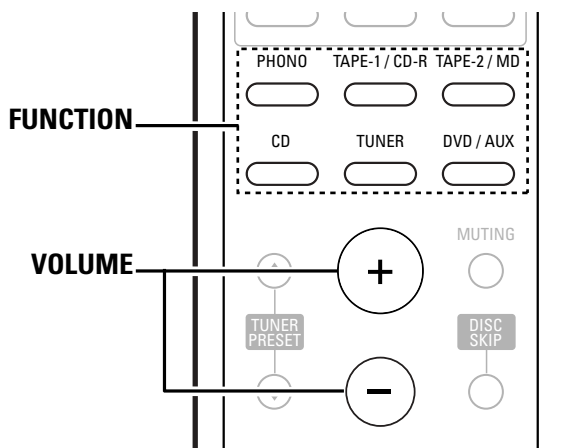 PHONO TAPE-1 / CD-R TAPE-2 / MD
FUNCTION
CD TUNER DVD / AUX
MUTING
VOLUME
+
TUNER
PRESET
DISC
SKIP
−